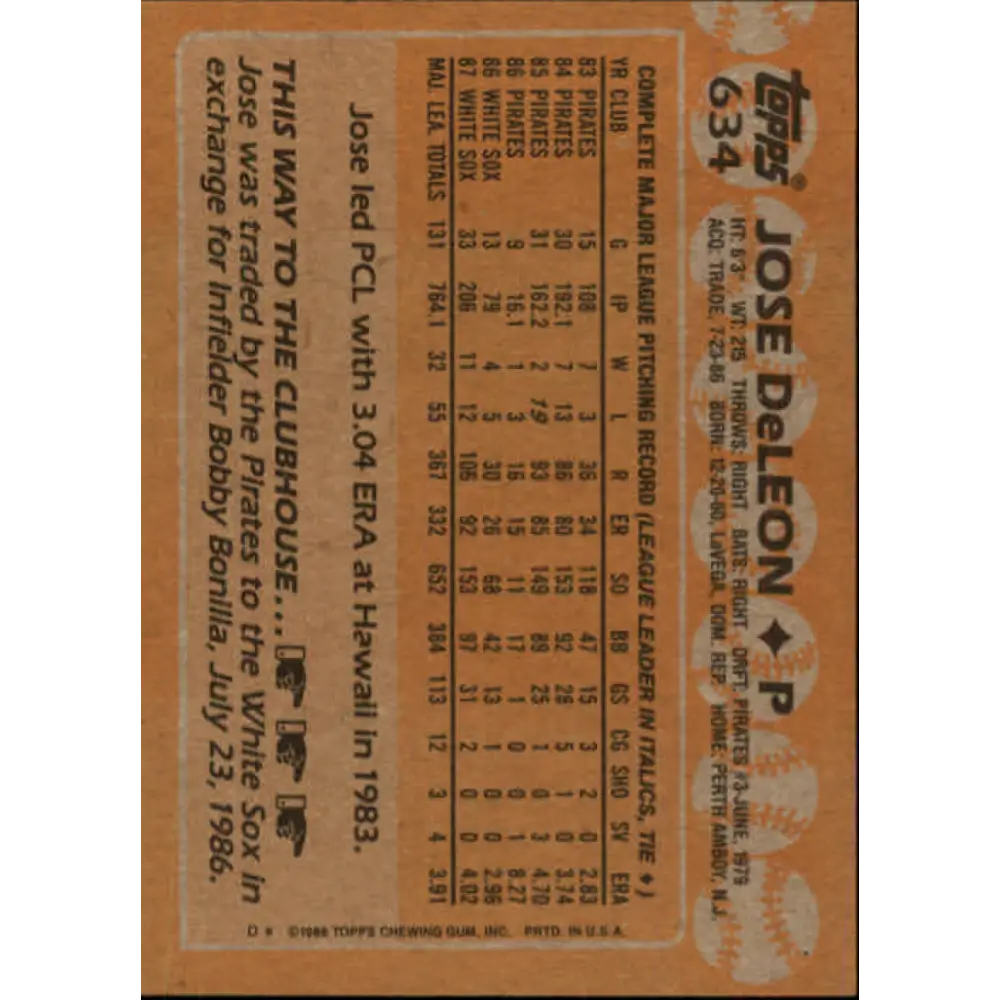 Topps®
634
JOSE DeLEON ♦ P
HT: 6'3" WT: 215 THROWS: RIGHT BATS: RIGHT DRFT: PIRATES #3-JUNE, 1979
ACQ: TRADE, 7-23-86 BORN: 12-20-60, LaVEGA, DOM. REP. HOME: PERTH AMBOY, N.J.
COMPLETE MAJOR LEAGUE PITCHING RECORD (LEAGUE LEADER IN ITALICS, TIE ♦)
YR CLUB G IP W L R ER SO BB GS CG SHO SV ERA
83 PIRATES 15 108 7 3 36 34 118 47 15 3 2 0 2.83
84 PIRATES 30 192.1 7 13 86 80 153 92 28 5 1 0 3.74
85 PIRATES 31 162.2 2 19 93 85 149 89 25 1 0 3 4.70
86 PIRATES 9 16.1 1 3 16 15 11 17 1 0 0 1 8.27
86 WHITE SOX 13 79 4 5 30 26 68 42 13 1 0 0 2.96
87 WHITE SOX 33 206 11 12 106 92 153 97 31 2 0 0 4.02
MAJ. LEA. TOTALS 131 764.1 32 55 367 332 652 384 113 12 3 4 3.91
Jose led PCL with 3.04 ERA at Hawaii in 1983.
THIS WAY TO THE CLUBHOUSE...
Jose was traded by the Pirates to the White Sox in
exchange for Infielder Bobby Bonilla, July 23, 1986.
D * ©1988 TOPPS CHEWING GUM, INC. PRTD. IN U.S.A.